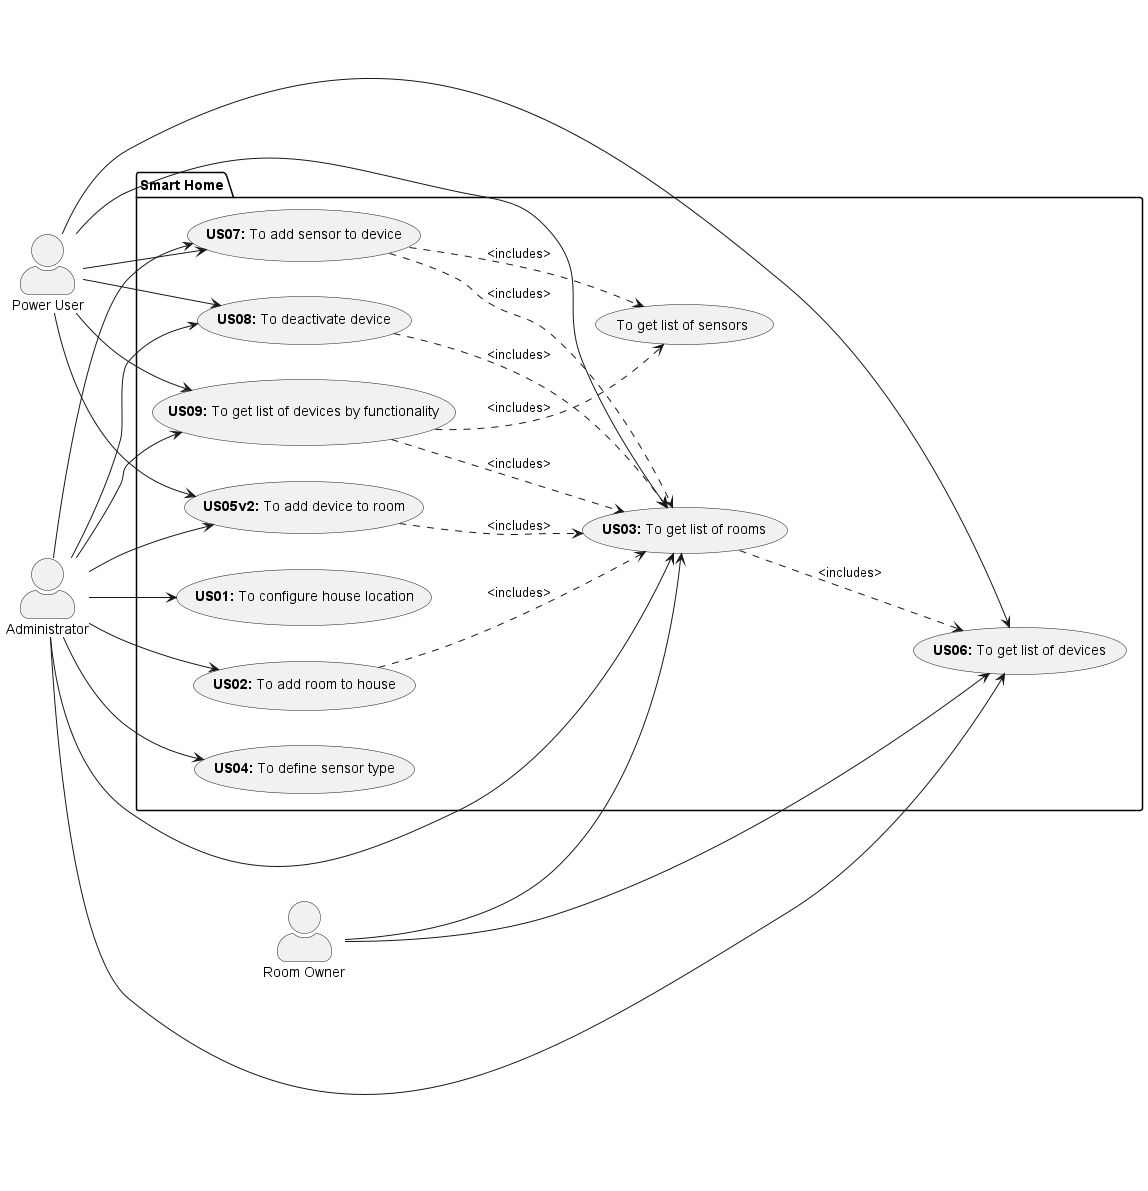 Smart Home
US07: To add sensor to device
<includes>
<includes>
Power User
US08: To deactivate device
To get list of sensors
<includes>
US09: To get list of devices by functionality
<includes>
<includes>
US05v2: To add device to room
<includes>
US03: To get list of rooms
<includes>
US01: To configure house location
<includes>
Administrator
US06: To get list of devices
US02: To add room to house
US04: To define sensor type
Room Owner